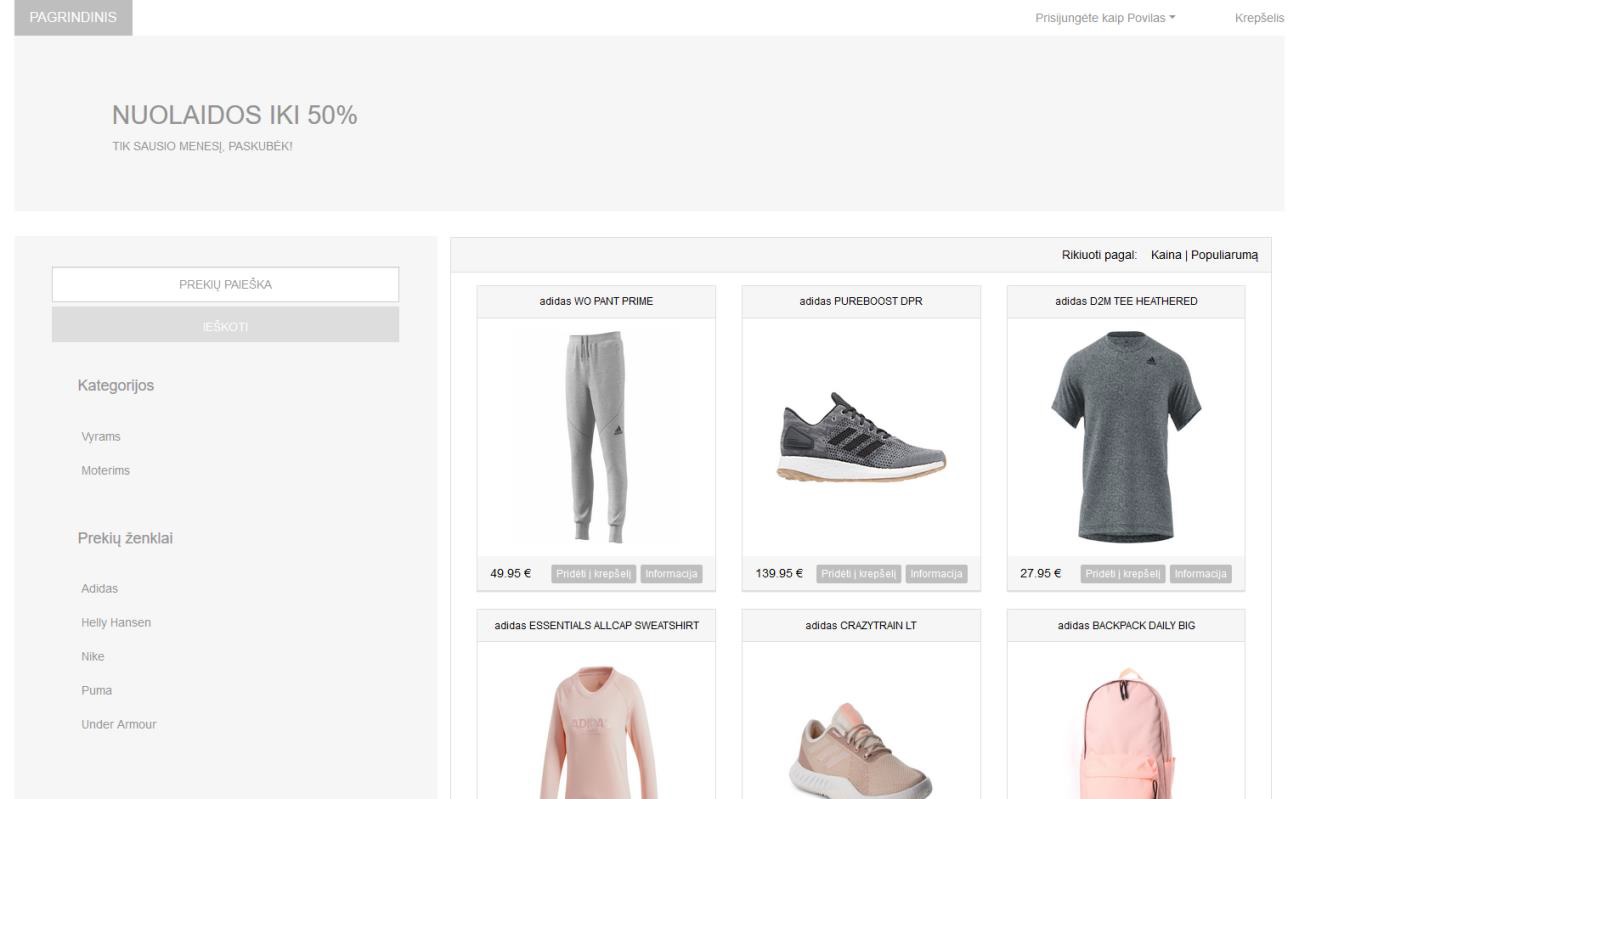 PAGRINDINIS
Prisijungėte kaip Povilas
Krepšelis
NUOLAIDOS IKI 50%
TIK SAUSIO MENESĮ, PASKUBĖK!
PREKIŲ PAIEŠKA
IEŠKOTI
Kategorijos
Vyrams
Moterims
Prekių ženklai
Adidas
Helly Hansen
Nike
Puma
Under Armour
Rikiuoti pagal: Kaina | Populiarumą
adidas WO PANT PRIME
49.95 € Pridėti į krepšelį Informacija
adidas PUREBOOST DPR
139.95 € Pridėti į krepšelį Informacija
adidas D2M TEE HEATHERED
27.95 € Pridėti į krepšelį Informacija
adidas ESSENTIALS ALLCAP SWEATSHIRT
ADIDAS
adidas CRAZYTRAIN LT
adidas BACKPACK DAILY BIG